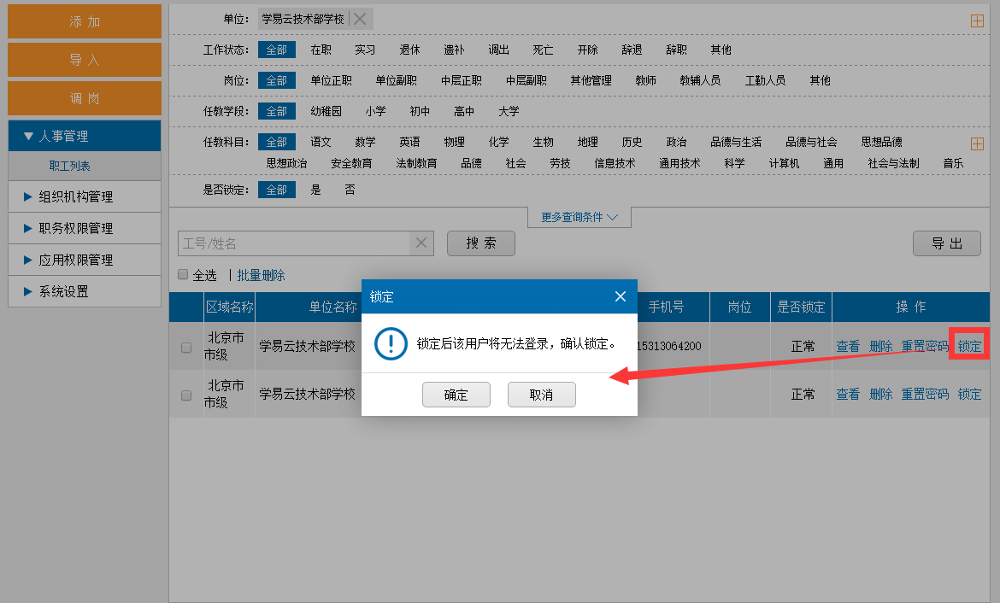 添 加
导 入
调 岗
人事管理
职工列表
组织机构管理
职务权限管理
应用权限管理
系统设置
单位： 学易云技术部学校
工作状态： 全部 在职 实习 退休 遗补 调出 死亡 开除 辞退 辞职 其他
岗位： 全部 单位正职 单位副职 中层正职 中层副职 其他管理 教师 教辅人员 工勤人员 其他
任教学段： 全部 幼稚园 小学 初中 高中 大学
任教科目： 全部 语文 数学 英语 物理 化学 生物 地理 历史 政治 品德与生活 品德与社会 思想品德
思想政治 安全教育 法制教育 品德 社会 劳技 信息技术 通用技术 科学 计算机 通用 社会与法制 音乐
是否锁定： 全部 是 否
更多查询条件
工号/姓名 搜 索 导 出
全选 | 批量删除
区域名称 单位名称 手机号 岗位 是否锁定 操 作
北京市
市级 学易云技术部学校 15313064200 正常 查看 删除 重置密码 锁定
北京市
市级 学易云技术部学校 正常 查看 删除 重置密码 锁定
锁定
锁定后该用户将无法登录，确认锁定。
确定 取消